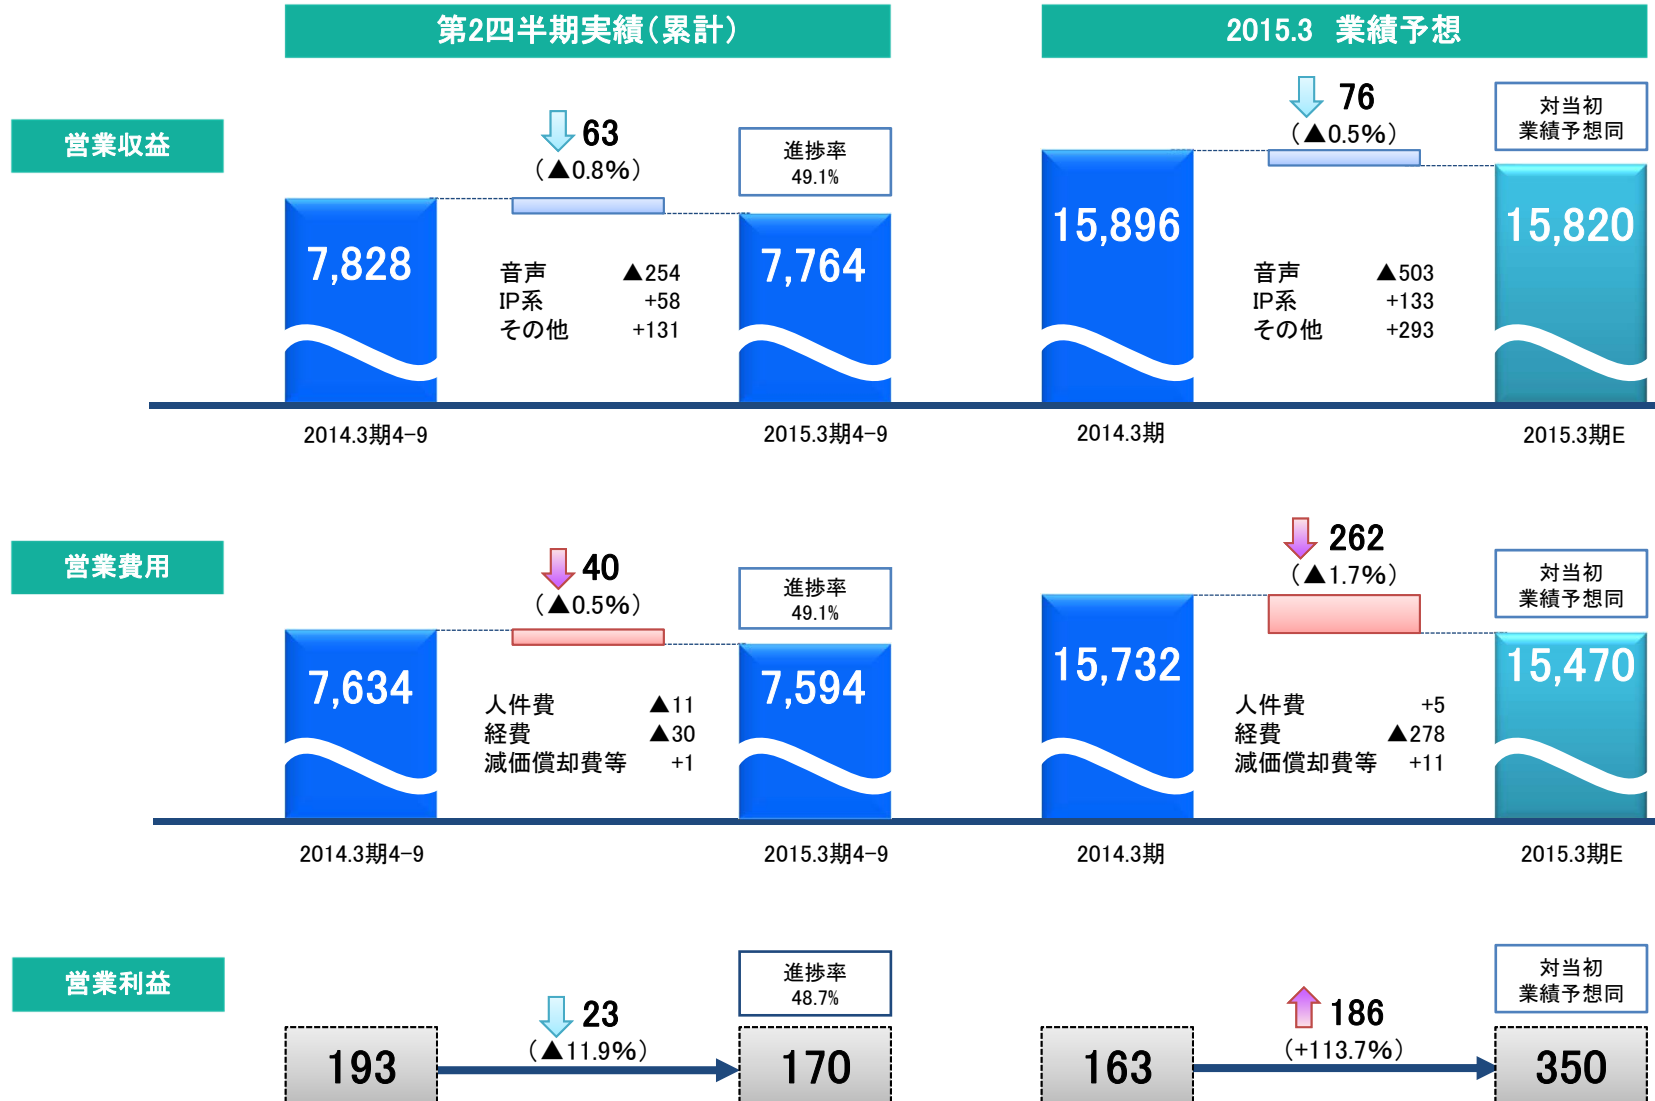 第2四半期実績(累計)
2015.3 業績予想
営業収益
63
(▲0.8%)
進捗率
49.1%
7,828
7,764
音声 ▲254
IP系 +58
その他 +131
2014.3期4-9
2015.3期4-9
76
(▲0.5%)
対当初
業績予想同
15,896
15,820
音声 ▲503
IP系 +133
その他 +293
2014.3期
2015.3期E
営業費用
40
(▲0.5%)
進捗率
49.1%
7,634
7,594
人件費 ▲11
経費 ▲30
減価償却費等 +1
2014.3期4-9
2015.3期4-9
262
(▲1.7%)
対当初
業績予想同
15,732
15,470
人件費 +5
経費 ▲278
減価償却費等 +11
2014.3期
2015.3期E
営業利益
23
(▲11.9%)
進捗率
48.7%
193
170
186
(+113.7%)
対当初
業績予想同
163
350